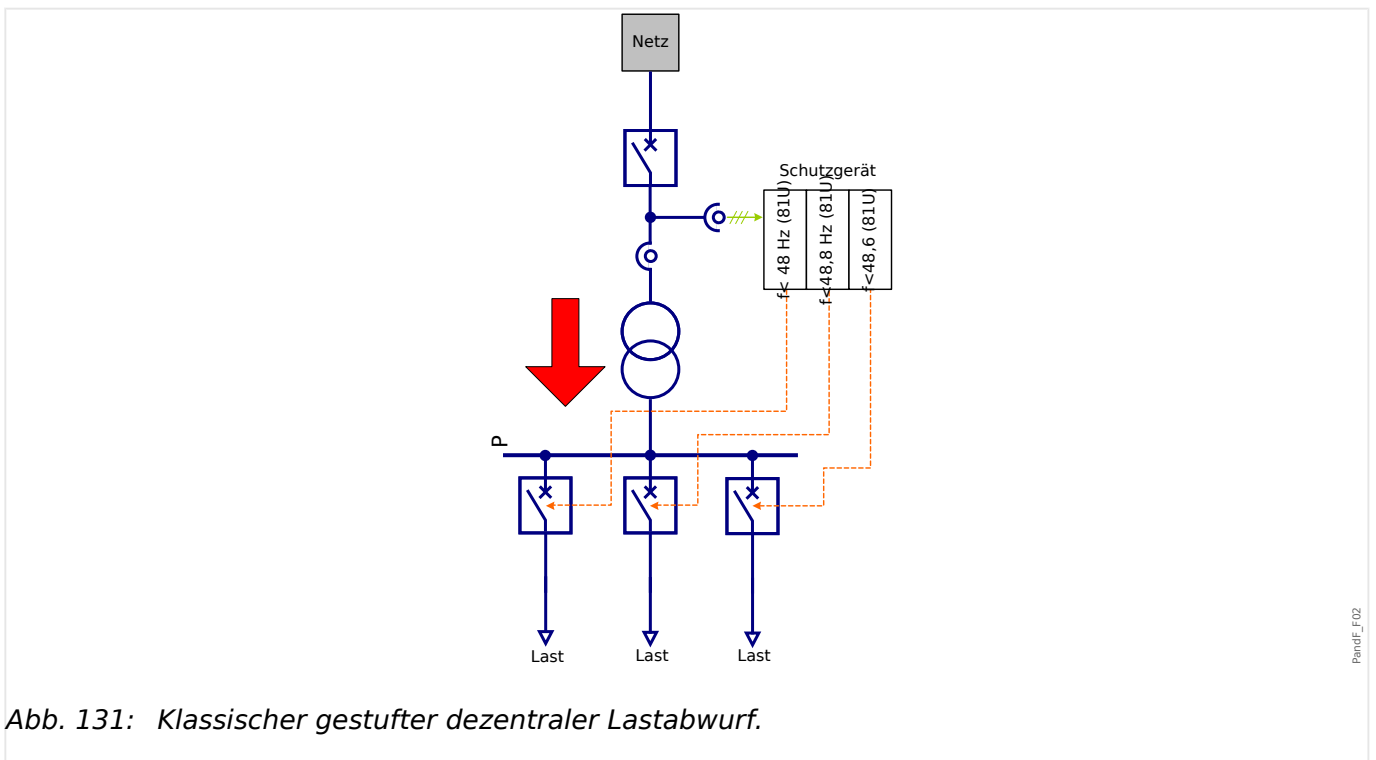 Netz
Schutzgerät
f< 48 Hz (81U)
f<48,8 Hz (81U)
f<48,6 (81U)
P
Last
Last
Last
PandF_F02
Abb. 131: Klassischer gestufter dezentraler Lastabwurf.